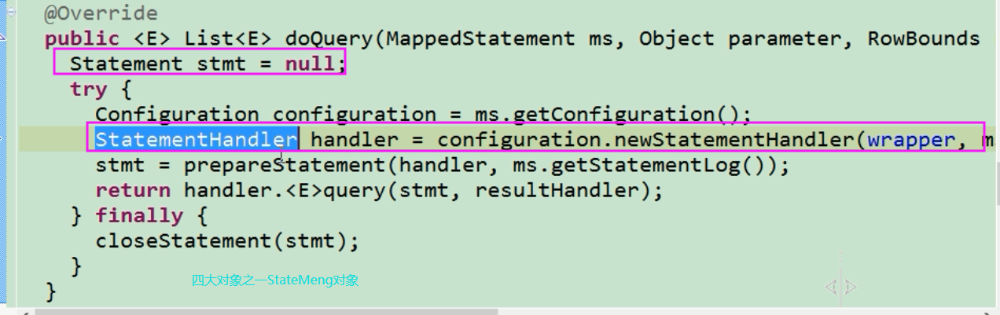 @Override
public <E> List<E> doQuery(MappedStatement ms, Object parameter, RowBounds
Statement stmt = null;
try {
Configuration configuration = ms.getConfiguration();
StatementHandler handler = configuration.newStatementHandler(wrapper, m
stmt = prepareStatement(handler, ms.getStatementLog());
return handler.<E>query(stmt, resultHandler);
} finally {
closeStatement(stmt);
}
四大对象之一StateMeng对象
}